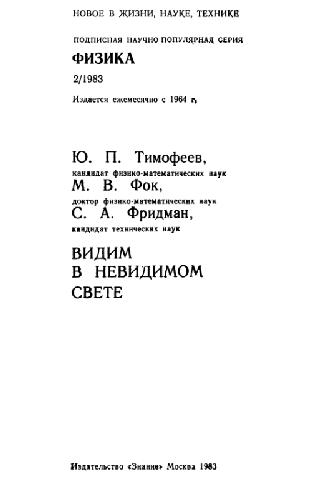 НОВОЕ В ЖИЗНИ, НАУКЕ, ТЕХНИКЕ
ПОДПИСНАЯ НАУЧНО-ПОПУЛЯРНАЯ СЕРИЯ
ФИЗИКА
2/1983
Издается ежемесячно с 1964 г.
Ю. П. Тимофеев,
кандидат физико-математических наук
М. В. Фок,
доктор физико-математических наук
С. А. Фридман,
кандидат технических наук
ВИДИМ
В НЕВИДИМОМ
СВЕТЕ
Издательство «Знание» Москва 1983